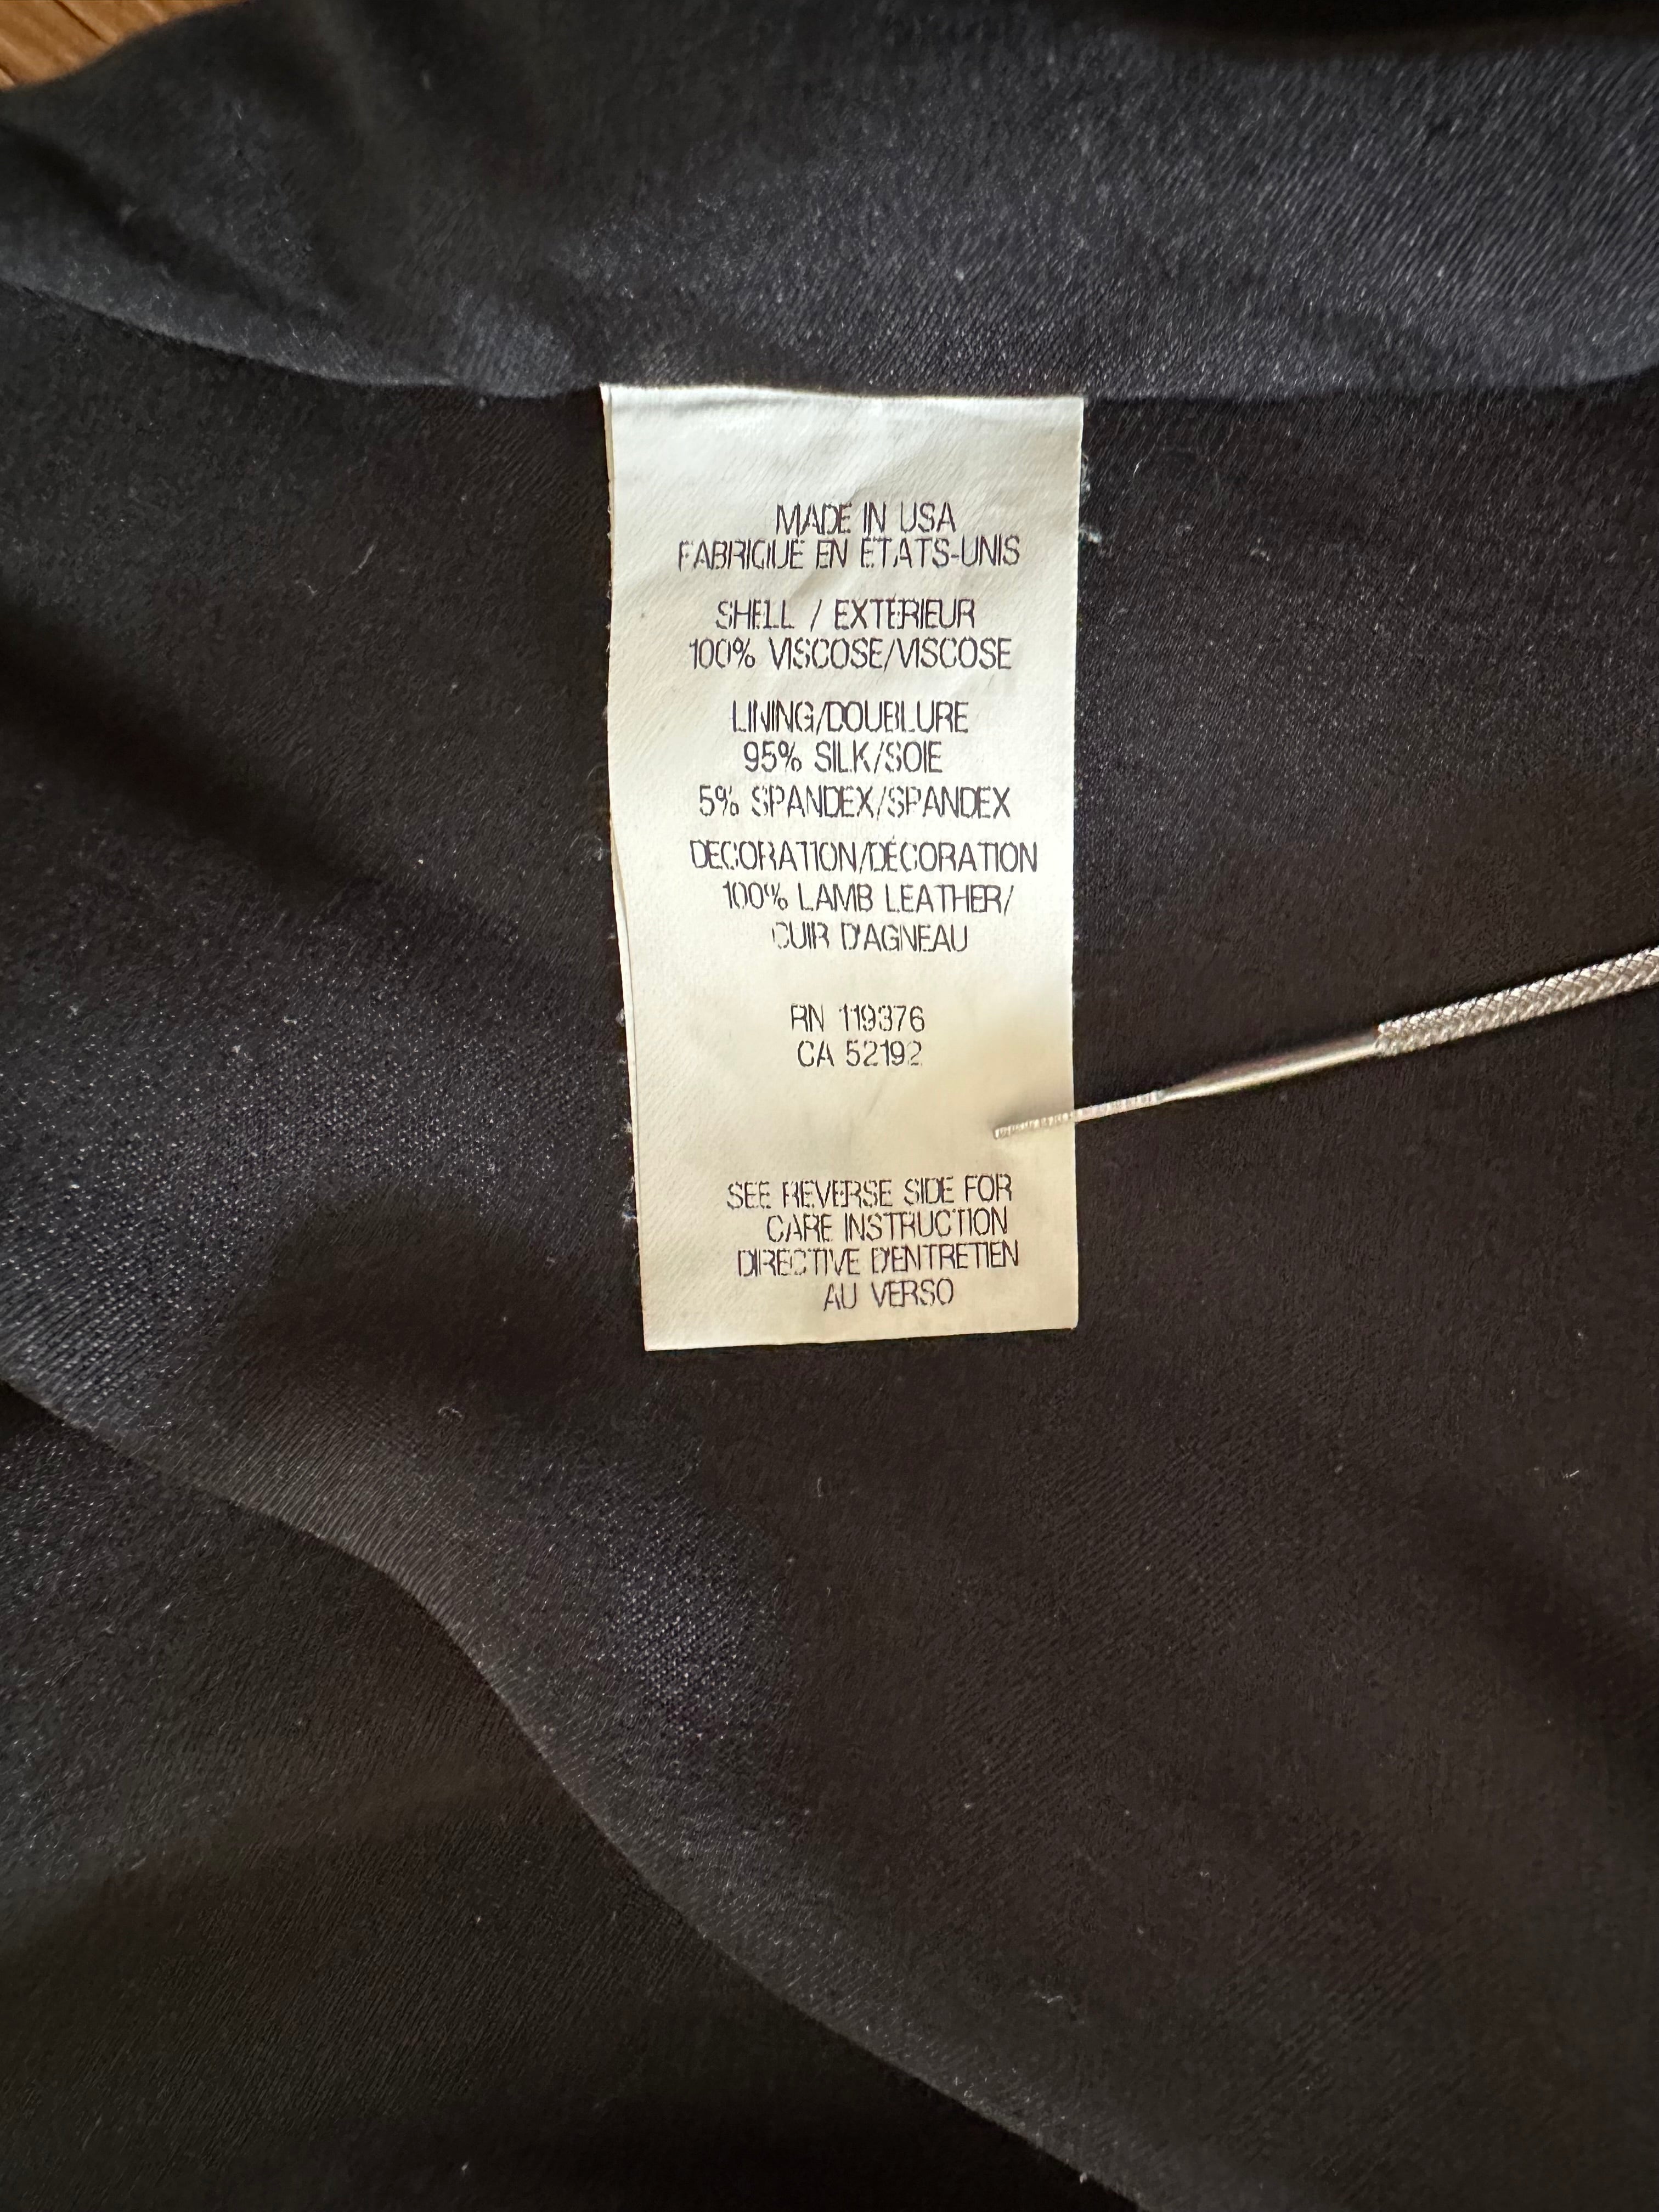 MADE IN USA
FABRIQUE EN ETATS-UNIS
SHELL / EXTERIEUR
100% VISCOSE/VISCOSE
LINING/DOUBLURE
95% SILK/SOIE
5% SPANDEX/SPANDEX
DECORATION/DÉCORATION
100% LAMB LEATHER/
CUIR D'AGNEAU
RN 119376
CA 52192
SEE REVERSE SIDE FOR
CARE INSTRUCTION
DIRECTIVE D'ENTRETIEN
AU VERSO